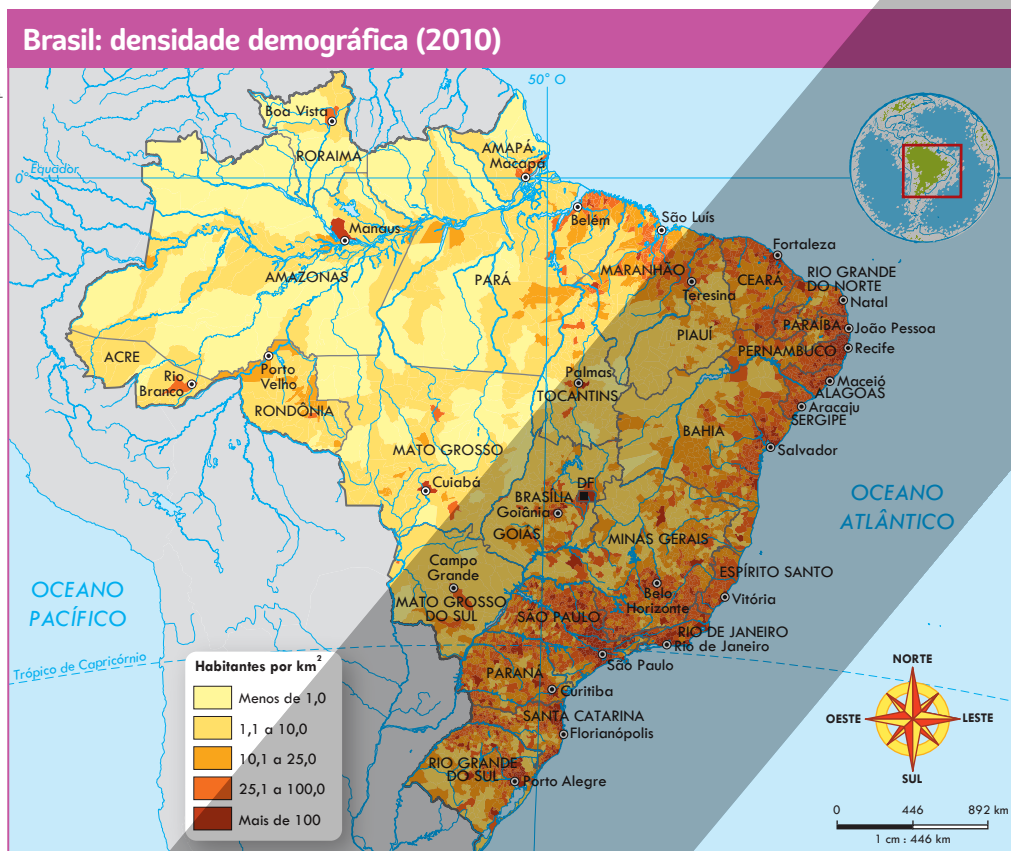 Brasil: densidade demográfica (2010)
50° O
Boa Vista
RORAIMA
AMAPÁ
Macapá
0°
Equador
Belém
São Luís
Manaus
Fortaleza
AMAZONAS
PARÁ
MARANHÃO
CEARÁ
RIO GRANDE
DO NORTE
Teresina
Natal
PIAUÍ
PARAÍBA
João Pessoa
ACRE
Porto
Velho
PERNAMBUCO
Recife
Rio
Branco
Palmas
TOCANTINS
Maceió
ALAGOAS
RONDÔNIA
Aracaju
SERGIPE
BAHIA
MATO GROSSO
Salvador
Cuiabá
DF
BRASÍLIA
Goiânia
OCEANO
ATLÂNTICO
GOIÁS
MINAS GERAIS
Campo
Grande
ESPÍRITO SANTO
OCEANO
PACÍFICO
MATO GROSSO
DO SUL
Belo
Horizonte
Vitória
SÃO PAULO
RIO DE JANEIRO
Rio de Janeiro
São Paulo
Trópico de Capricórnio
PARANÁ
Curitiba
SANTA CATARINA
Florianópolis
RIO GRANDE
DO SUL
Porto Alegre
Habitantes por km²
Menos de 1,0
1,1 a 10,0
10,1 a 25,0
25,1 a 100,0
Mais de 100
NORTE
OESTE
LESTE
SUL
0 446 892 km
1 cm : 446 km